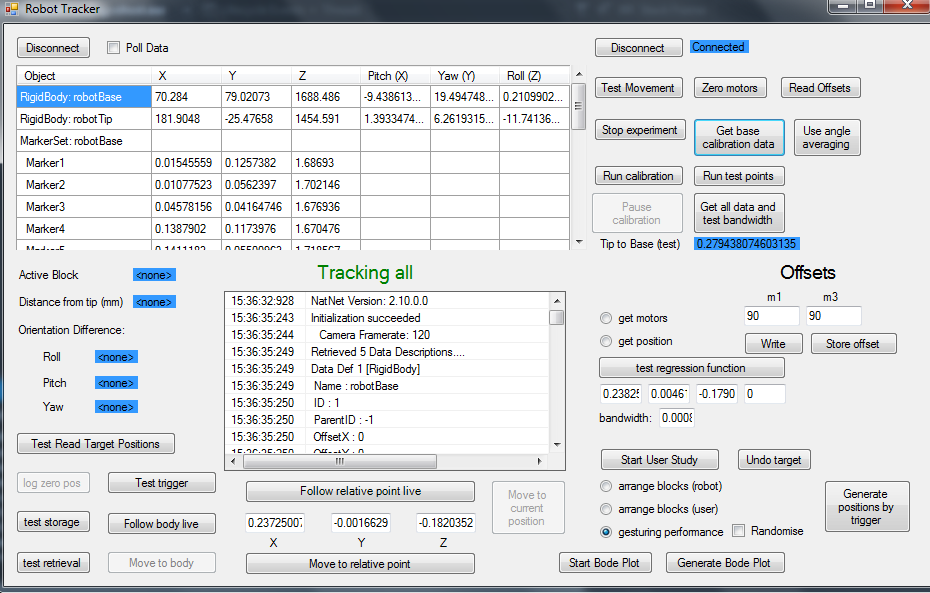 Robot Tracker
Disconnect Poll Data
Disconnect Connected
Object X Y Z Pitch (X) Yaw (Y) Roll (Z)
RigidBody: robotBase 70.284 79.02073 1688.486 -9.438613... 19.494748... 0.2109902...
RigidBody: robotTip 181.9048 -25.47658 1454.591 1.3933474... 6.2619315... -11.74136...
MarkerSet: robotBase
Marker1 0.01545559 0.1257382 1.68693
Marker2 0.01077523 0.0562397 1.702146
Marker3 0.04578156 0.04164746 1.676936
Marker4 0.1387902 0.1173976 1.670476
Test Movement Zero motors Read Offsets
Stop experiment Get base calibration data Use angle averaging
Run calibration Run test points
Pause calibration Get all data and test bandwidth
Tip to Base (test) 0.279438074603135
Active Block <none>
Distance from tip (mm) <none>
Orientation Difference:
Roll <none>
Pitch <none>
Yaw <none>
Test Read Target Positions
log zero pos Test trigger
test storage Follow body live
test retrieval Move to body
Tracking all
15:36:32:928 NatNet Version: 2.10.0.0
15:36:35:243 Initialization succeeded
15:36:35:244 Camera Framerate: 120
15:36:35:249 Retrieved 5 Data Descriptions....
15:36:35:249 Data Def 1 [RigidBody]
15:36:35:249 Name : robotBase
15:36:35:250 ID : 1
15:36:35:250 ParentID : -1
15:36:35:250 OffsetX : 0
Follow relative point live
0.23725007 -0.0016629 -0.1820352
X Y Z
Move to relative point
Move to current position
Offsets
m1 m3
get motors 90 90
get position Write Store offset
test regression function
0.23825 0.00467 -0.1790 0
bandwidth: 0.0008
Start User Study Undo target
arrange blocks (robot)
arrange blocks (user)
gesturing perfomance Randomise
Generate positions by trigger
Start Bode Plot Generate Bode Plot